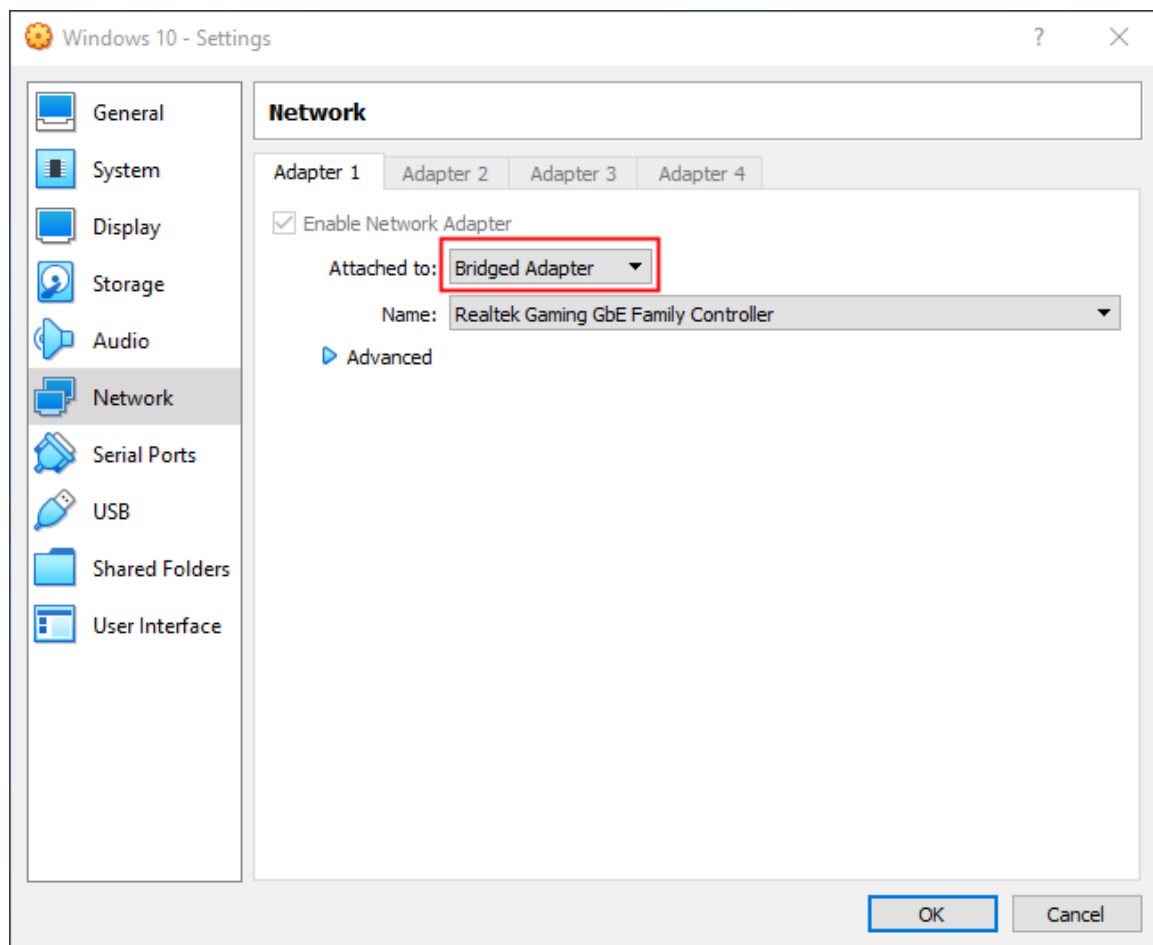 Windows 10 - Settings
?
General
System
Display
Storage
Audio
Network
Serial Ports
USB
Shared Folders
User Interface
Network
Adapter 1 Adapter 2 Adapter 3 Adapter 4
Enable Network Adapter
Attached to: Bridged Adapter
Name: Realtek Gaming GbE Family Controller
Advanced
OK Cancel